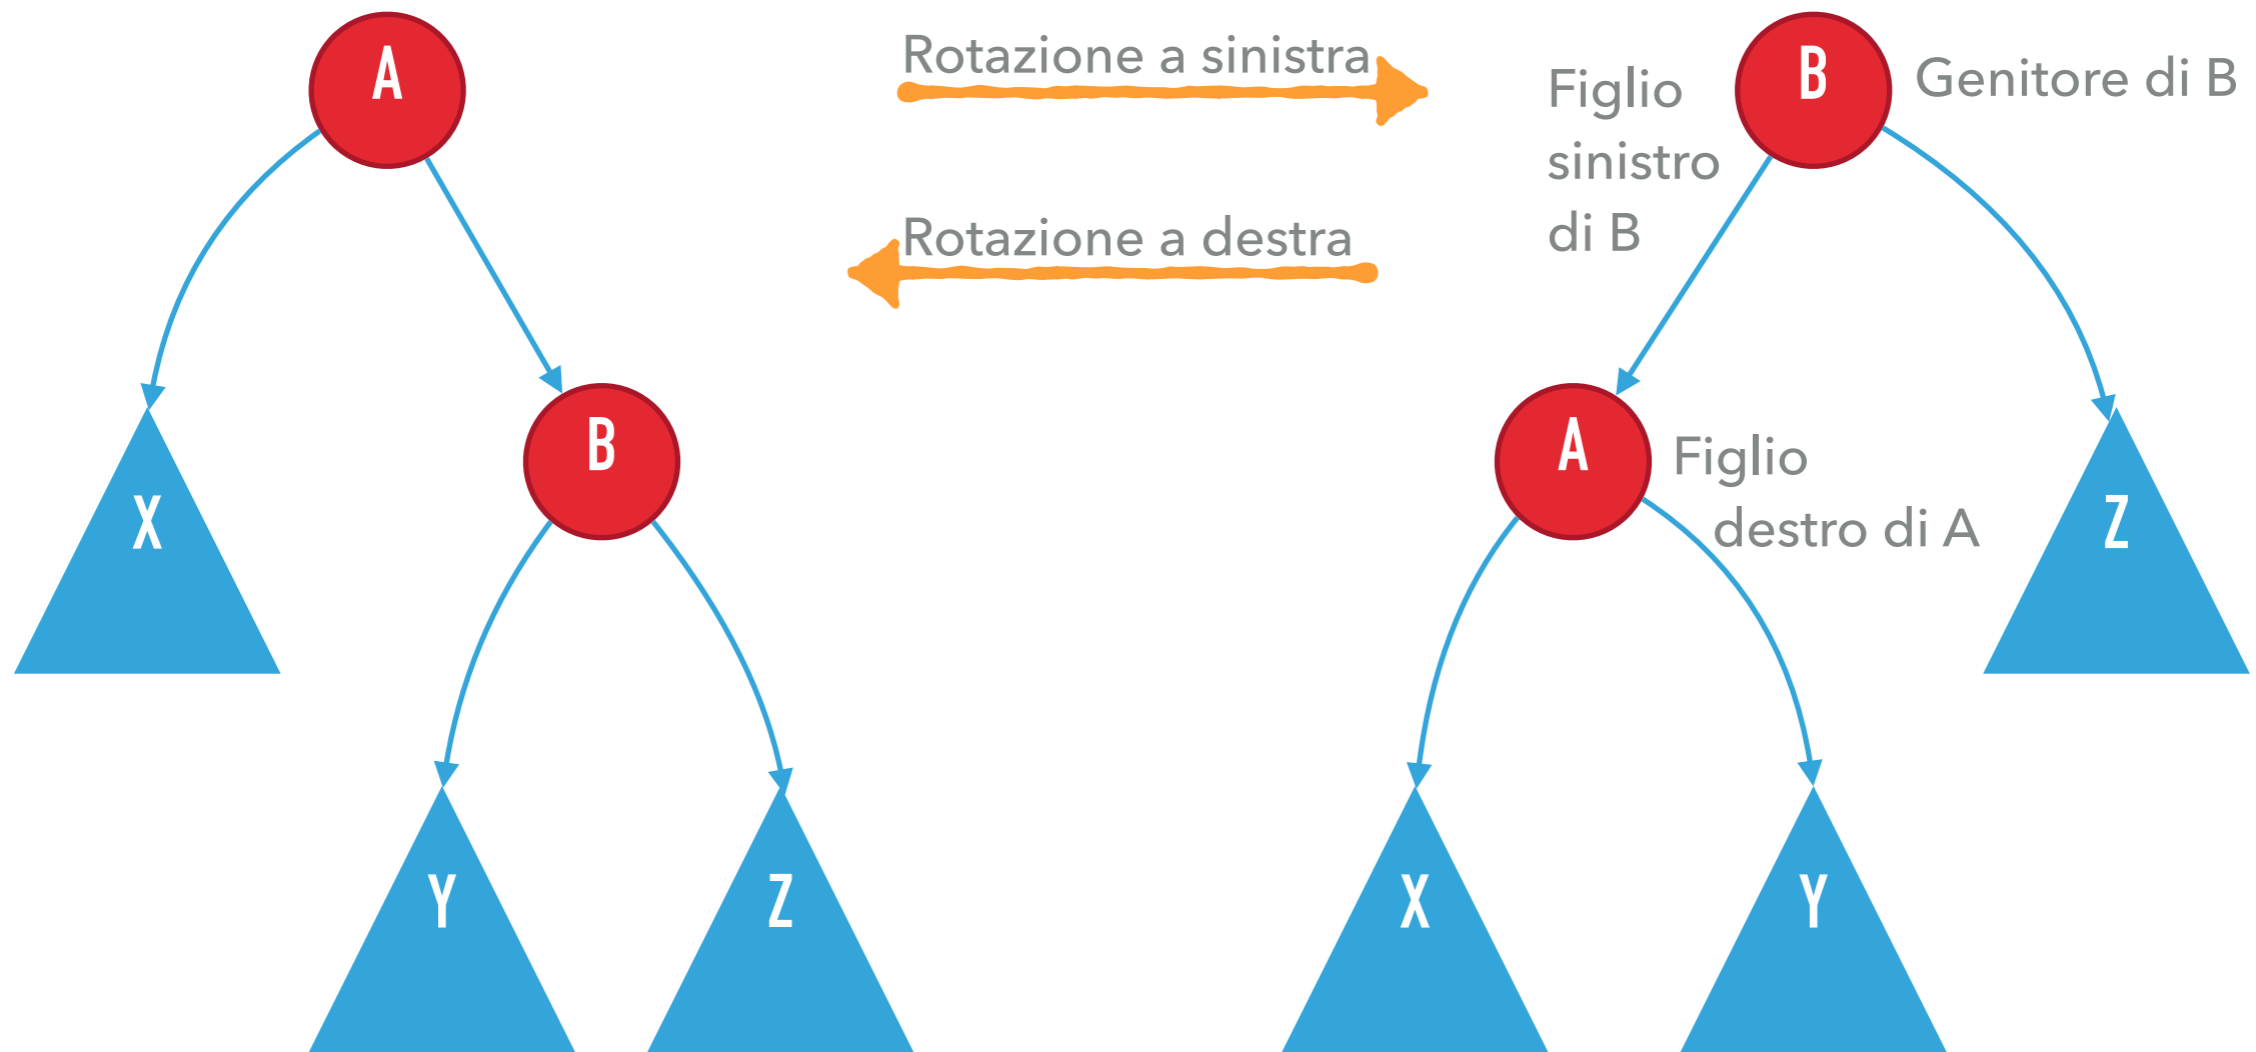 A
Rotazione a sinistra
Rotazione a destra
B
X
Y
Z
B
Genitore di B
Figlio
sinistro
di B
A
Figlio
destro di A
Z
X
Y